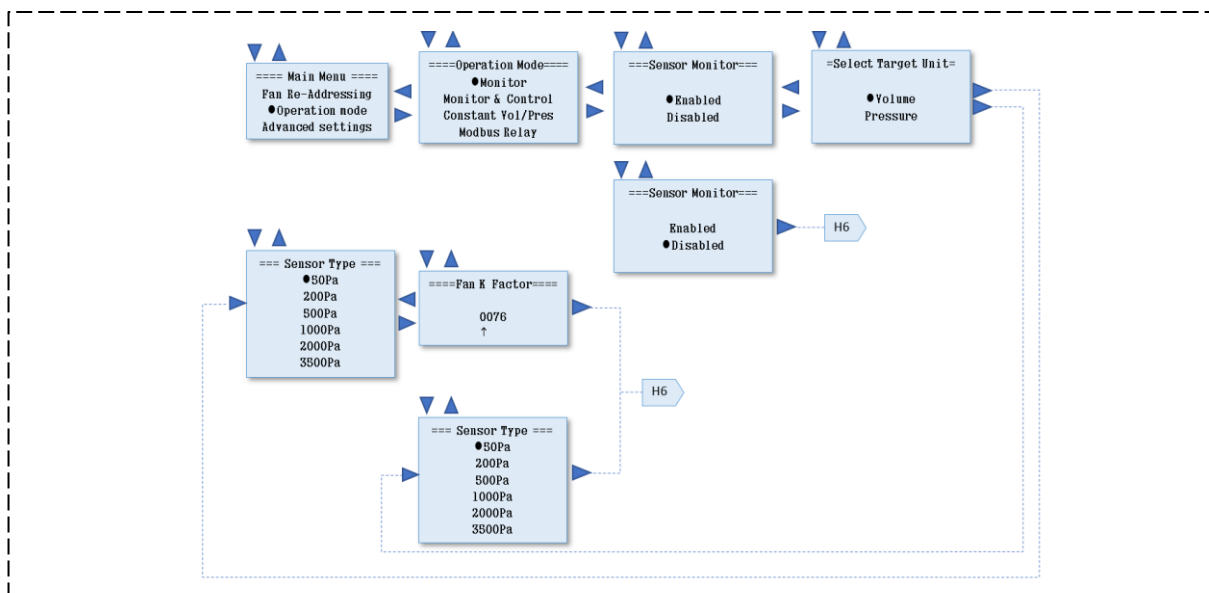 ==== Main Menu ====
Fan Re-Addressing
●Operation mode
Advanced settings
====Operation Mode====
●Monitor
Monitor & Control
Constant Vol/Pres
Modbus Relay
===Sensor Monitor===
●Enabled
Disabled
=Select Target Unit=
●Volume
Pressure
===Sensor Monitor===
Enabled
●Disabled
H6
=== Sensor Type ===
●50Pa
200Pa
500Pa
1000Pa
2000Pa
3500Pa
====Fan K Factor====
0076
↑
H6
=== Sensor Type ===
●50Pa
200Pa
500Pa
1000Pa
2000Pa
3500Pa